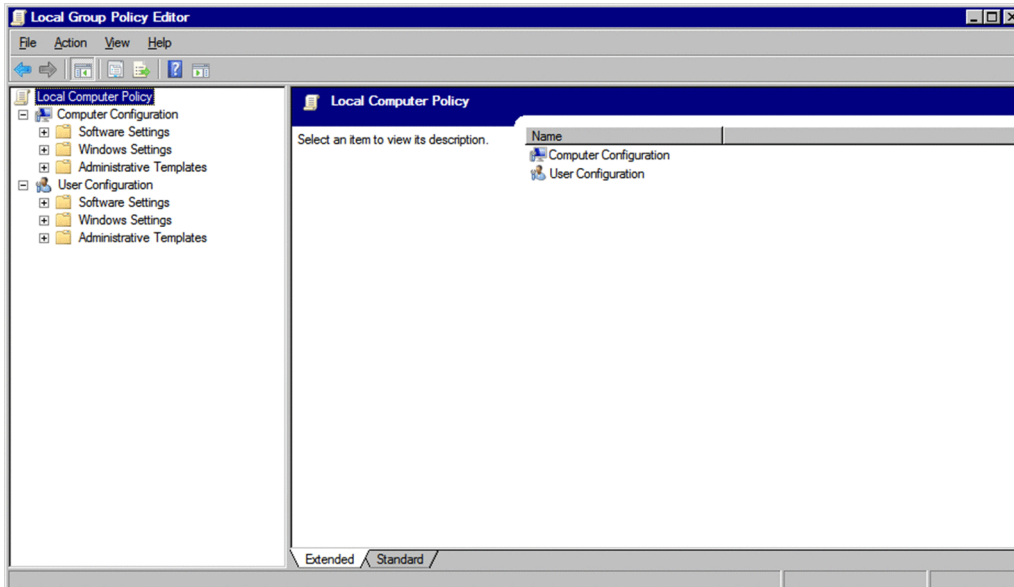 Local Group Policy Editor
File Action View Help
Local Computer Policy
Computer Configuration
Software Settings
Windows Settings
Administrative Templates
User Configuration
Software Settings
Windows Settings
Administrative Templates
Local Computer Policy
Select an item to view its description.
Name
Computer Configuration
User Configuration
Extended Standard